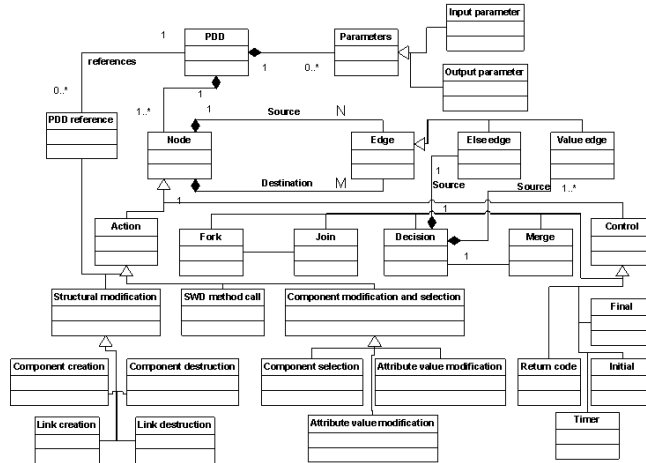 Input parameter
1
PDD
Parameters
references
1
0..*
Output parameter
0..*
1
PDD reference
1..*
1
Source
N
Node
Edge
Else edge
Value edge
Destination
M
1
Source
Source
1..*
1
1
Action
Fork
Join
Decision
Merge
Control
1
Structural modification
SWD method call
Component modification and selection
Final
Component creation
Component destruction
Component selection
Attribute value modification
Return code
Initial
Link creation
Link destruction
Attribute value modification
Timer